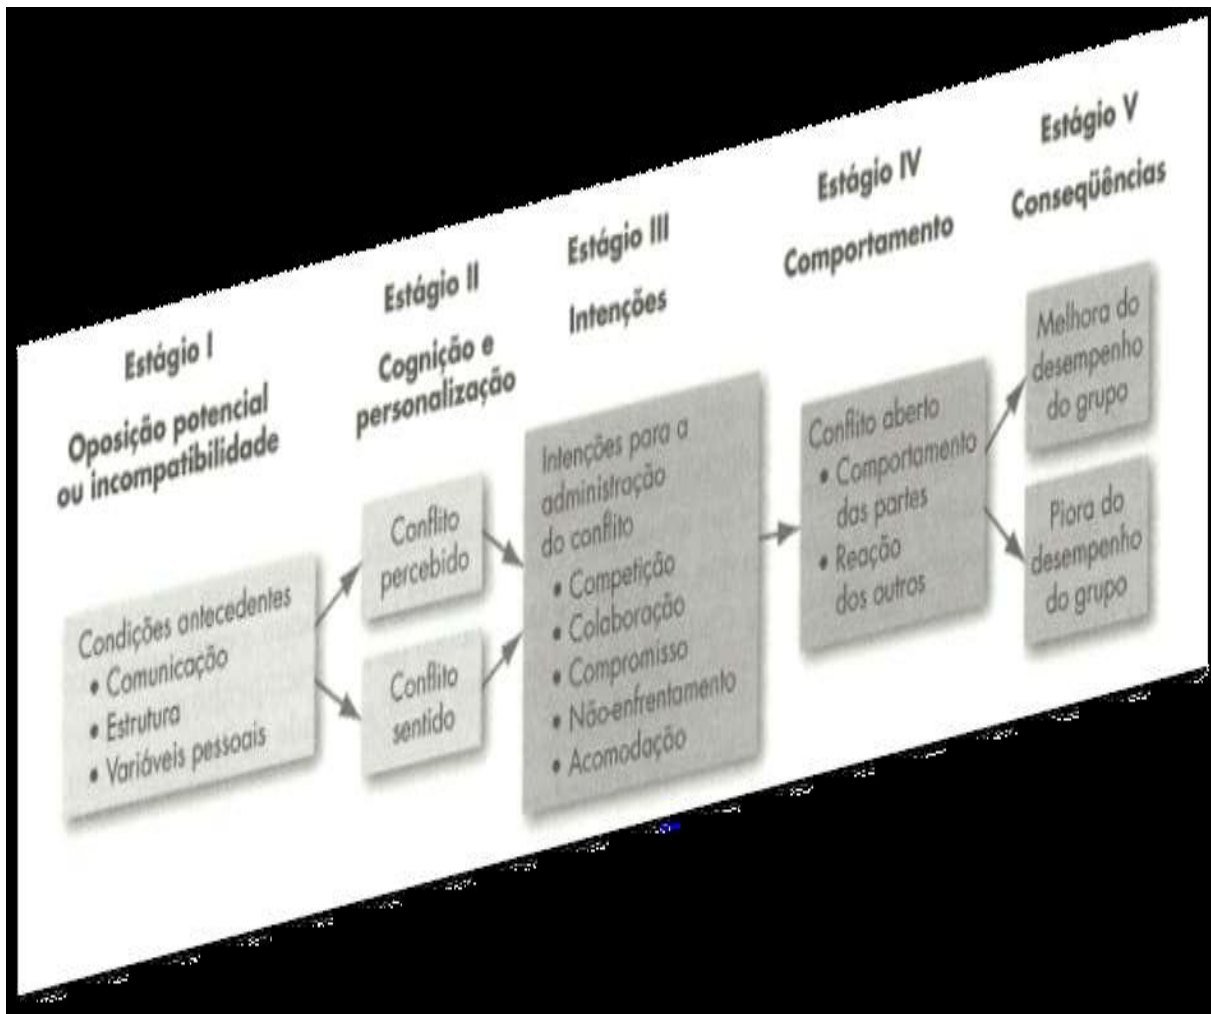 Estágio I
Oposição potencial
ou incompatibilidade
Condições antecedentes
• Comunicação
• Estrutura
• Variáveis pessoais
Estágio II
Cognição e
personalização
Conflito
percebido
Conflito
sentido
Estágio III
Intenções
Intenções para a
administração
do conflito
• Competição
• Colaboração
• Compromisso
• Não-enfrentamento
• Acomodação
Estágio IV
Comportamento
Conflito aberto
• Comportamento
das partes
• Reação
dos outros
Estágio V
Conseqüências
Melhora do
desempenho
do grupo
Piora do
desempenho
do grupo